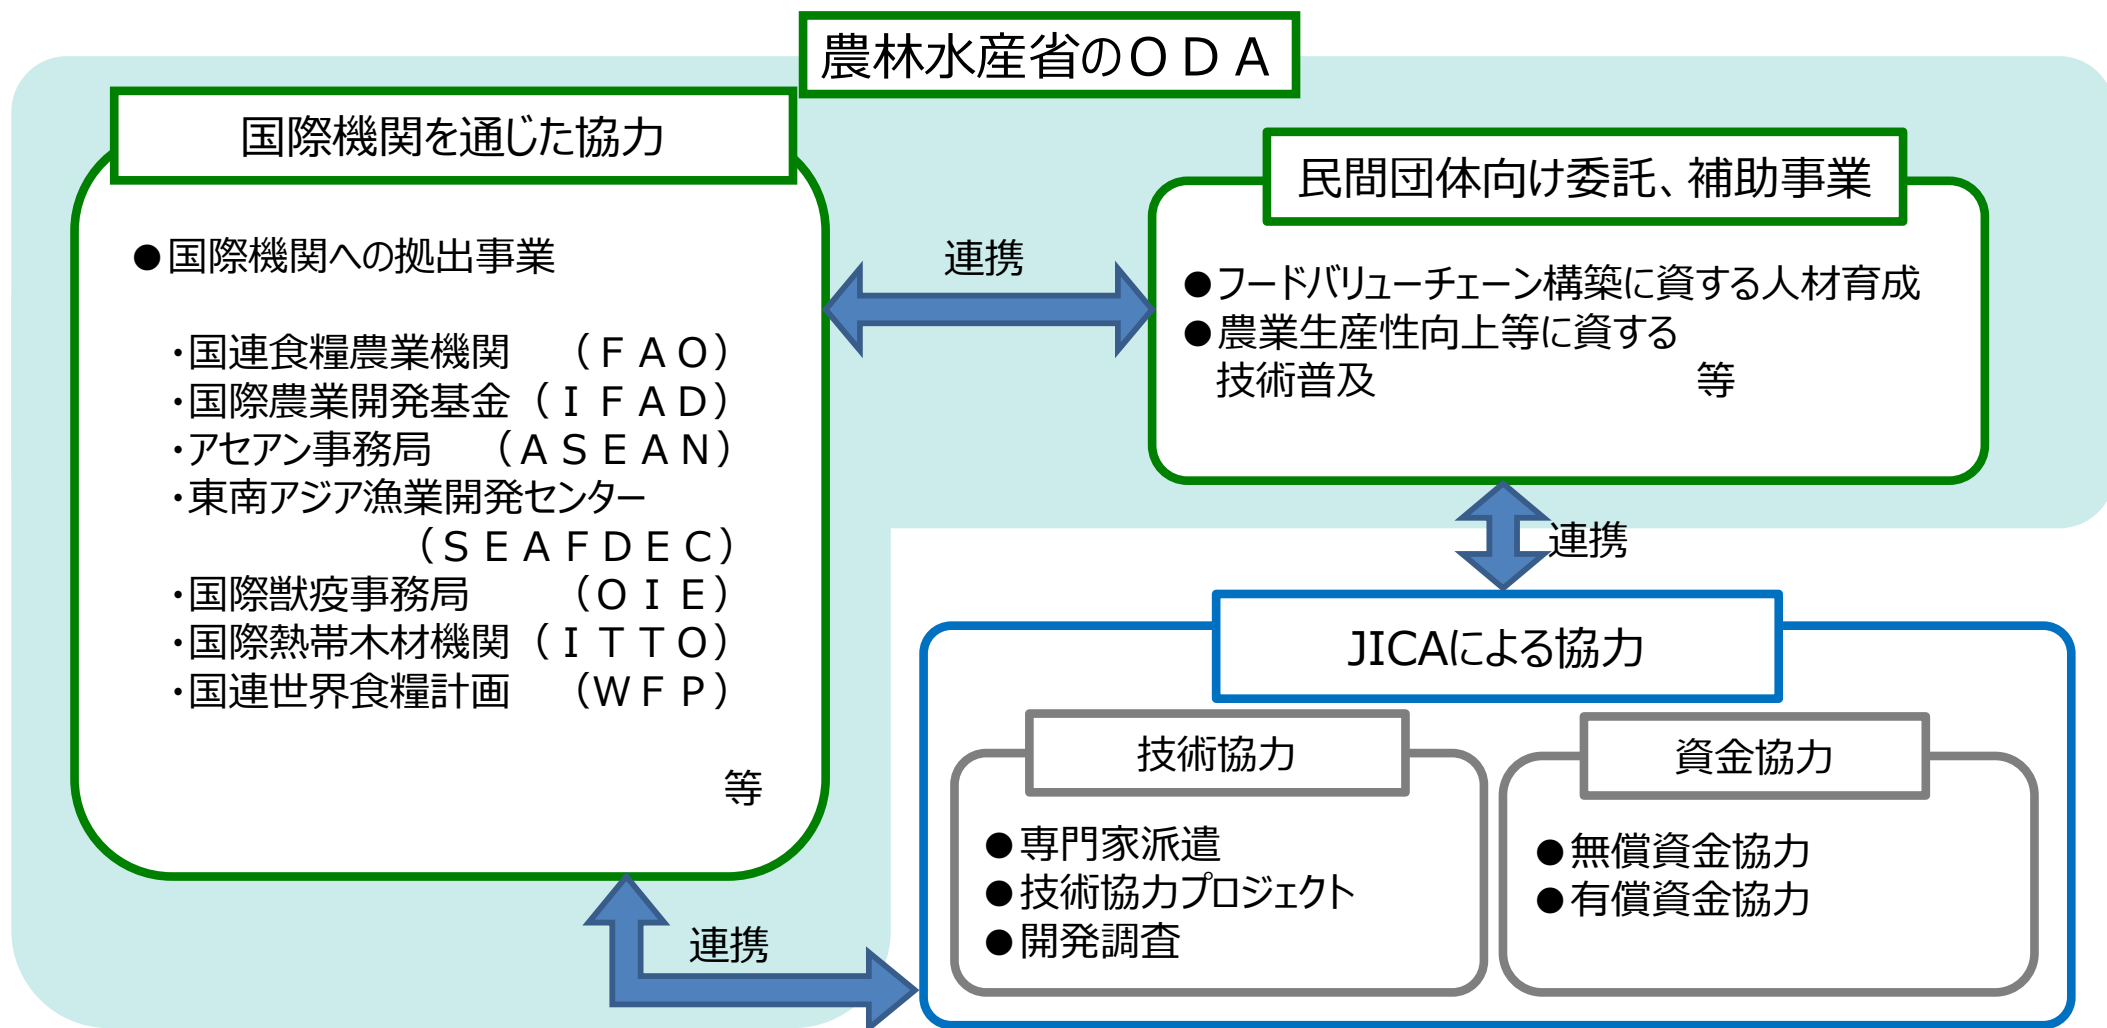 農林水産省のＯＤＡ
国際機関を通じた協力
●国際機関への拠出事業
・国連食糧農業機関　（ＦＡＯ）
・国際農業開発基金（ＩＦＡＤ）
・アセアン事務局　（ＡＳＥＡＮ）
・東南アジア漁業開発センター
（ＳＥＡＦＤＥＣ）
・国際獣疫事務局　　（ＯＩＥ）
・国際熱帯木材機関（ＩＴＴＯ）
・国連世界食糧計画　（ＷＦＰ）
等
連携
民間団体向け委託、補助事業
●フードバリューチェーン構築に資する人材育成
●農業生産性向上等に資する
技術普及　　　　　　　　等
連携
JICAによる協力
技術協力
●専門家派遣
●技術協力プロジェクト
●開発調査
資金協力
●無償資金協力
●有償資金協力
連携